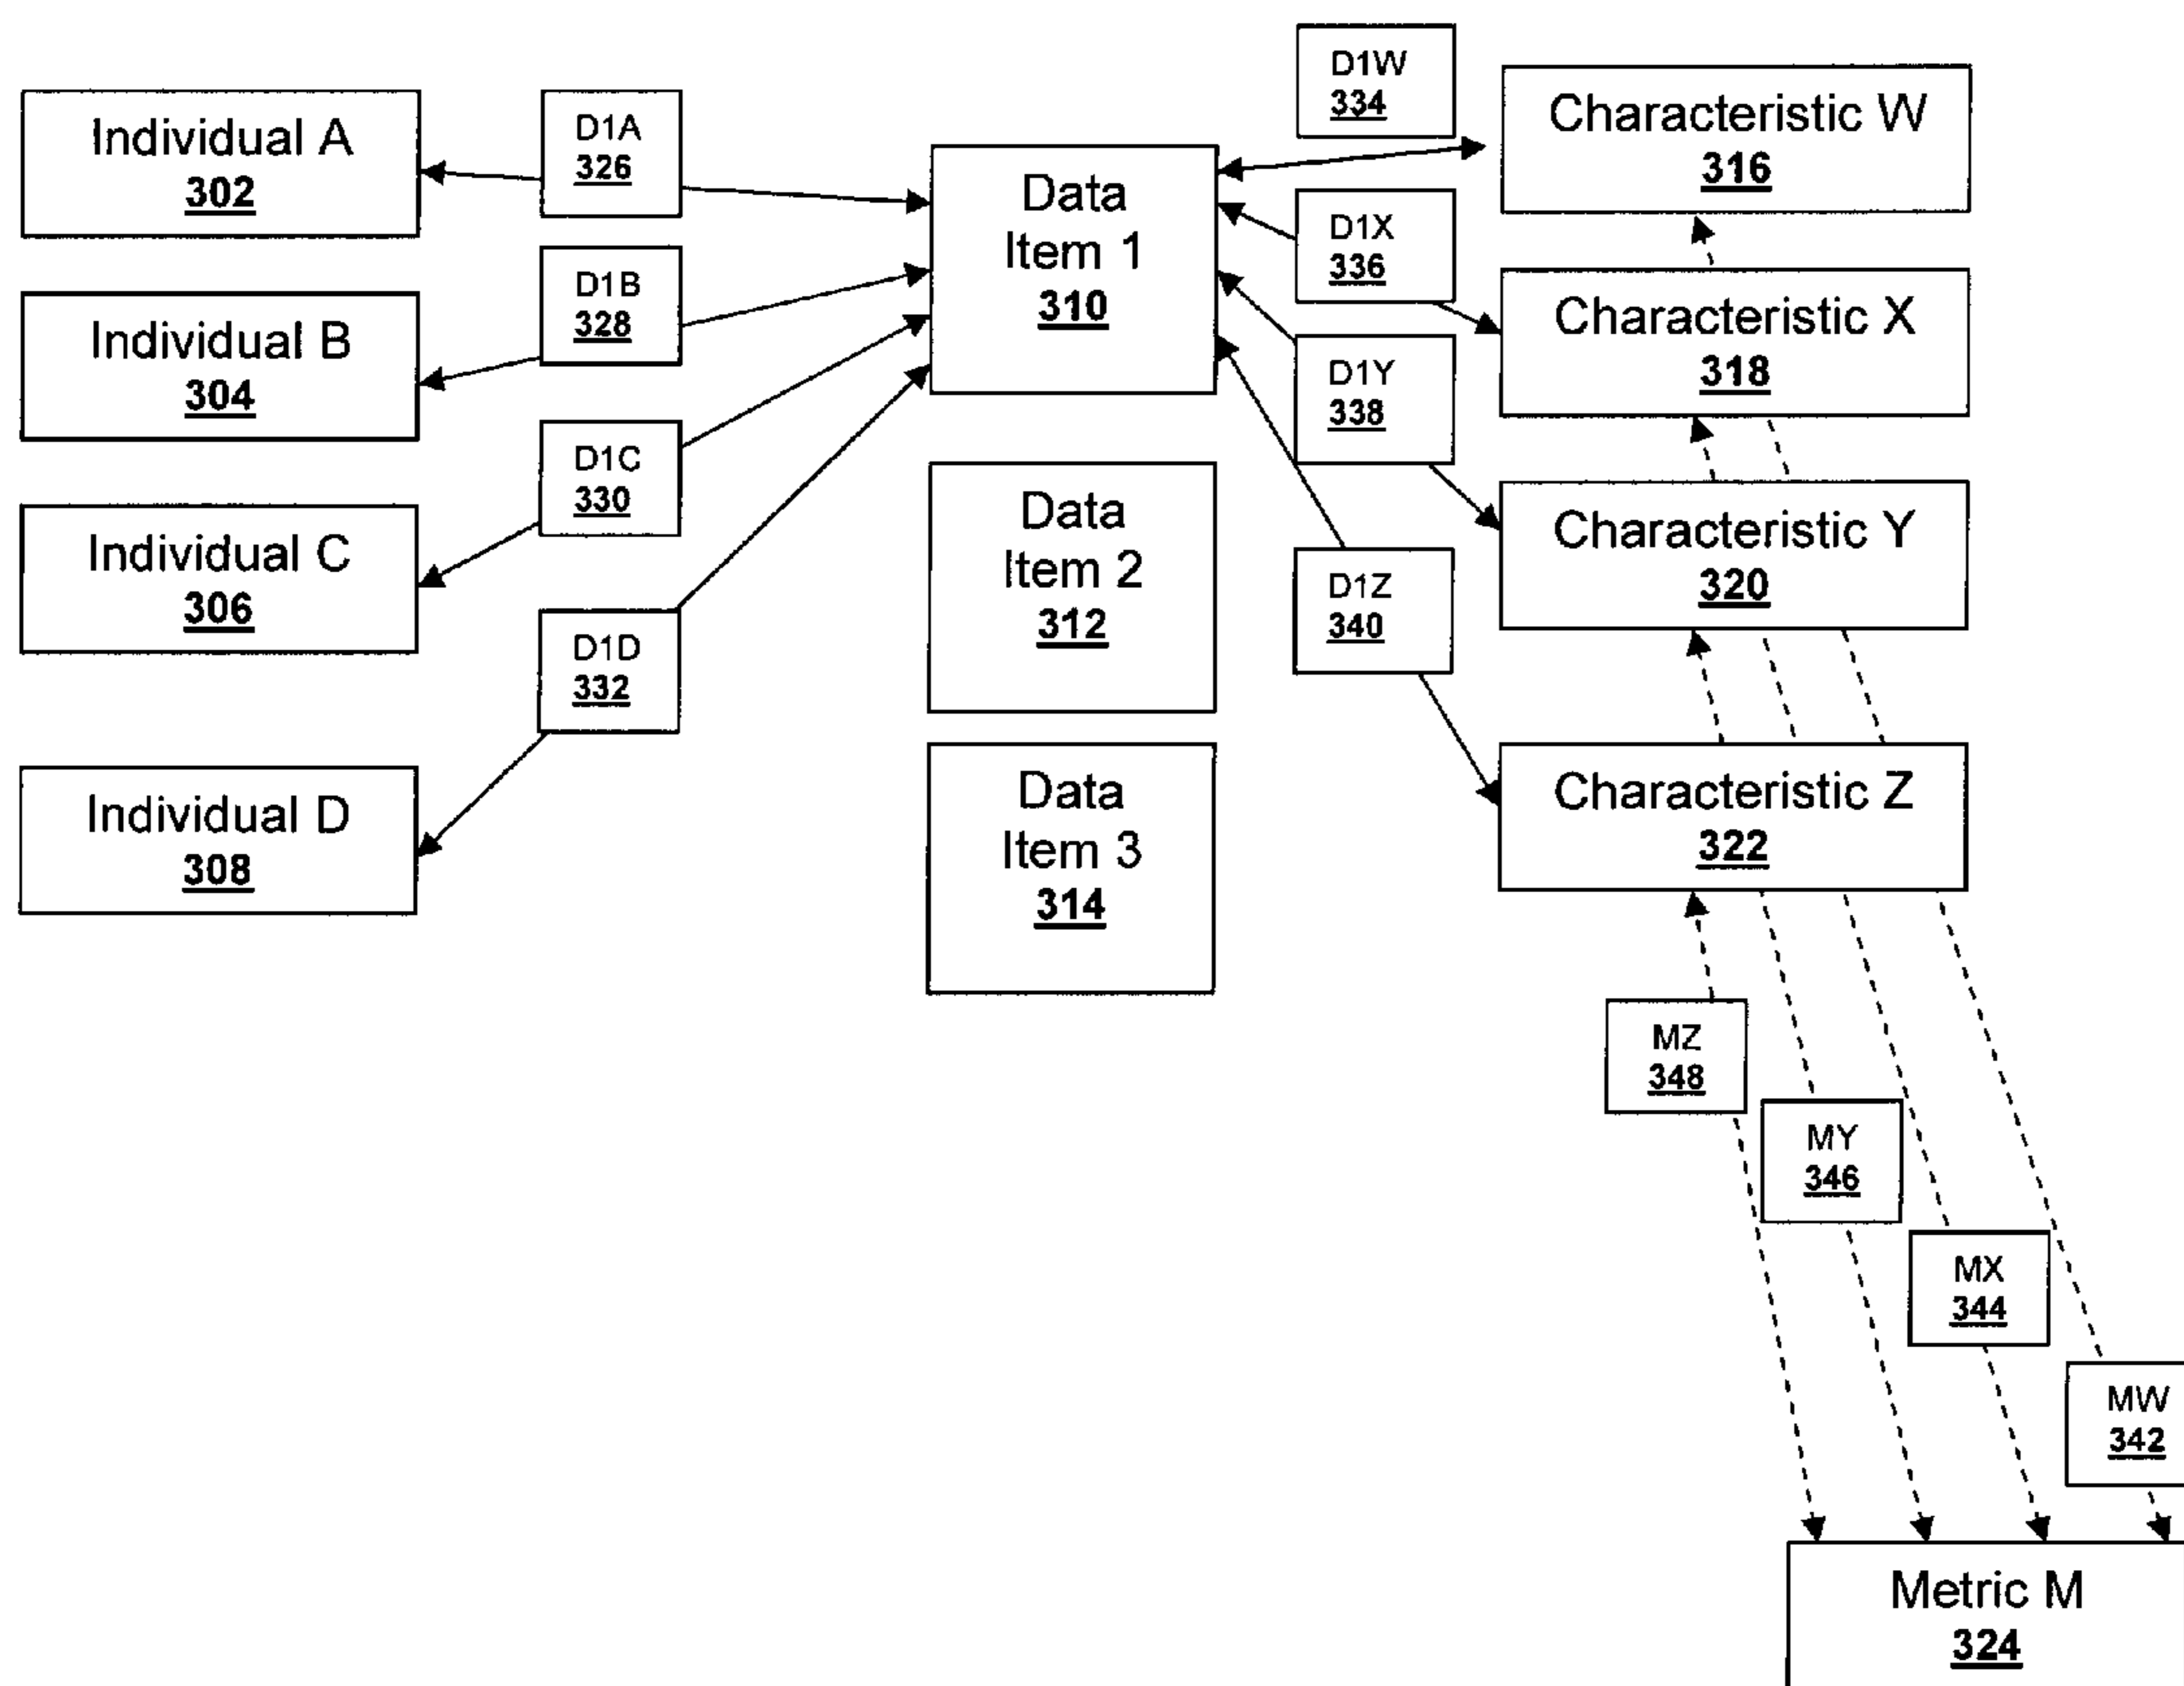 Individual A
302
Individual B
304
Individual C
306
Individual D
308
D1A
326
D1B
328
D1C
330
D1D
332
Data
Item 1
310
Data
Item 2
312
Data
Item 3
314
D1W
334
D1X
336
D1Y
338
D1Z
340
Characteristic W
316
Characteristic X
318
Characteristic Y
320
Characteristic Z
322
MZ
348
MY
346
MX
344
MW
342
Metric M
324